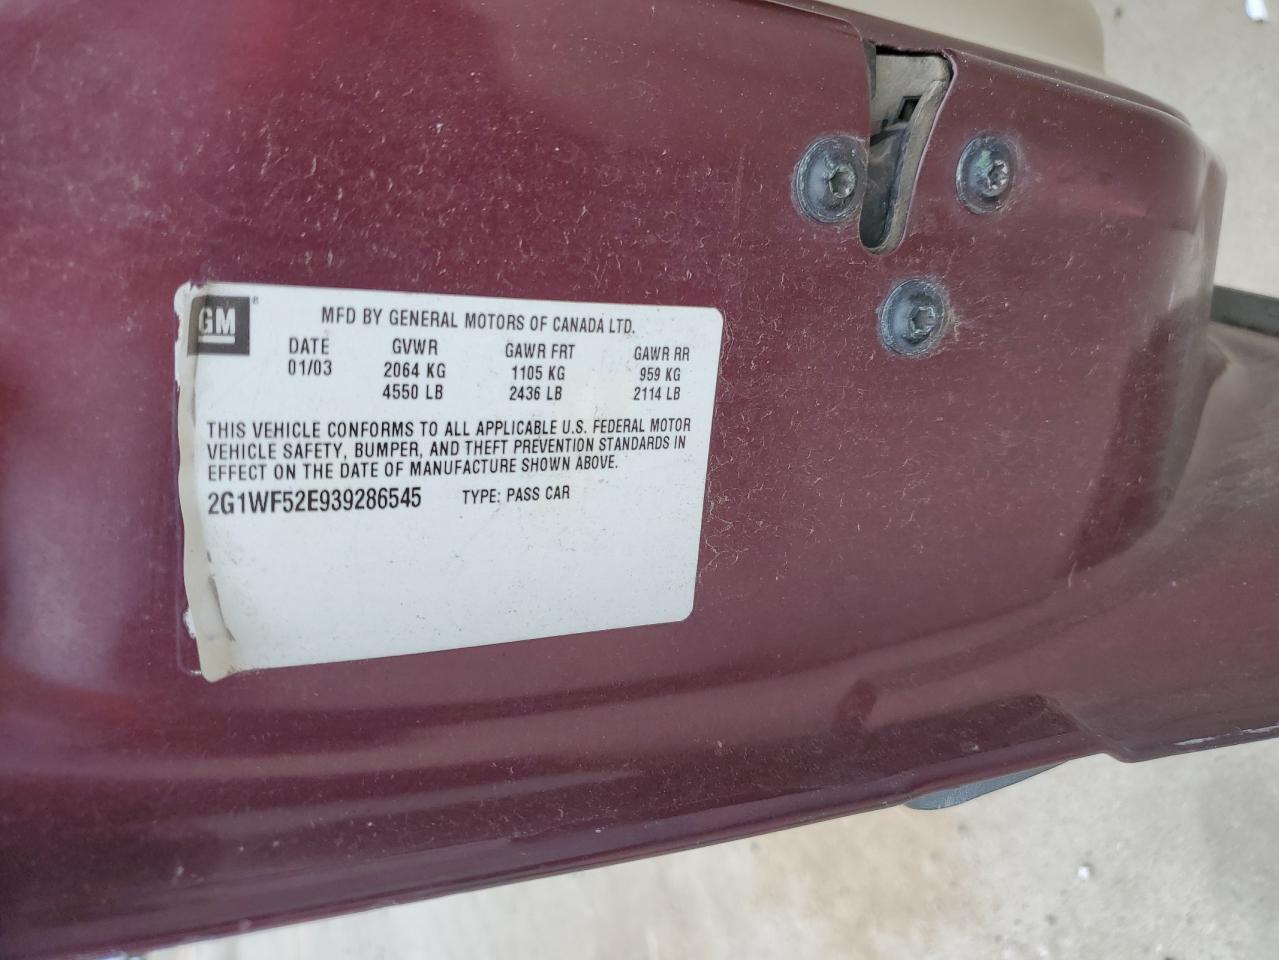 GM ® MFD BY GENERAL MOTORS OF CANADA LTD.
DATE GVWR GAWR FRT GAWR RR
01/03 2064 KG 1105 KG 959 KG
4550 LB 2436 LB 2114 LB
THIS VEHICLE CONFORMS TO ALL APPLICABLE U.S. FEDERAL MOTOR
VEHICLE SAFETY, BUMPER, AND THEFT PREVENTION STANDARDS IN
EFFECT ON THE DATE OF MANUFACTURE SHOWN ABOVE.
2G1WF52E939286545 TYPE: PASS CAR